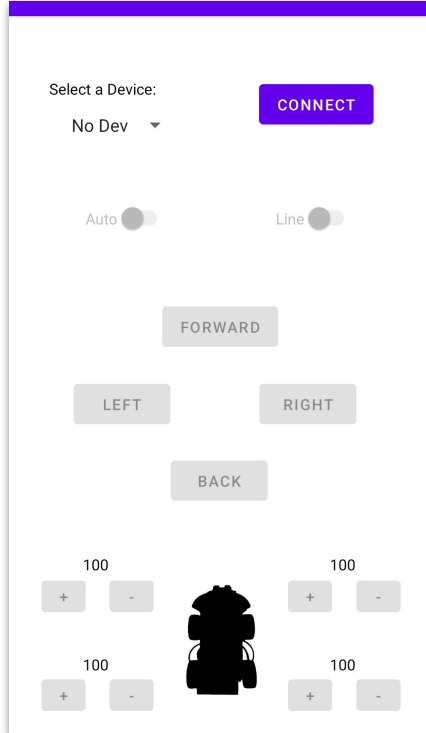 Select a Device:
CONNECT
No Dev
Auto
Line
FORWARD
LEFT
RIGHT
BACK
100
100
+ -
+ -
100
100
+ -
+ -